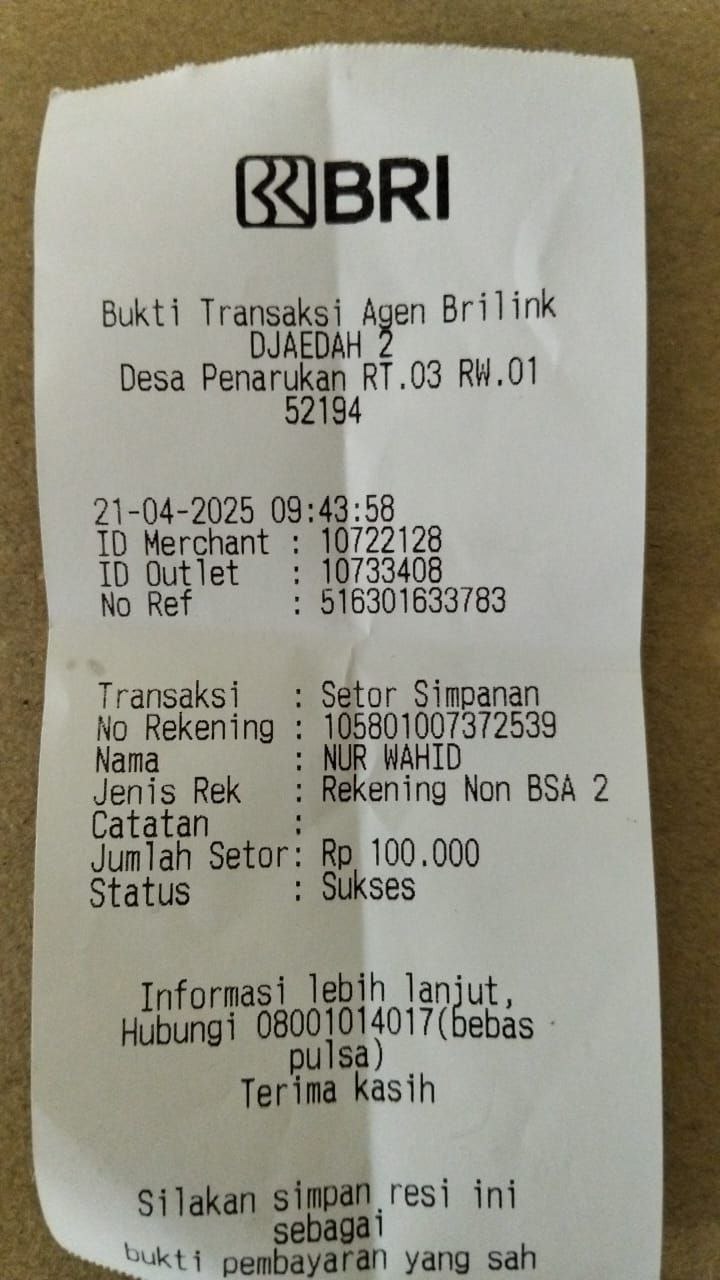 BRI
Bukti Transaksi Agen Brilink
DJAEDAH 2
Desa Penarukan RT.03 RW.01
52194
21-04-2025 09:43:58
ID Merchant : 10722128
ID Outlet : 10733408
No Ref : 516301633783
Transaksi : Setor Simpanan
No Rekening : 105801007372539
Nama : NUR WAHID
Jenis Rek : Rekening Non BSA 2
Catatan :
Jumlah Setor: Rp 100.000
Status : Sukses
Informasi lebih lanjut,
Hubungi 08001014017(bebas
pulsa)
Terima kasih
Silakan simpan resi ini
sebagai
bukti pembayaran yang sah